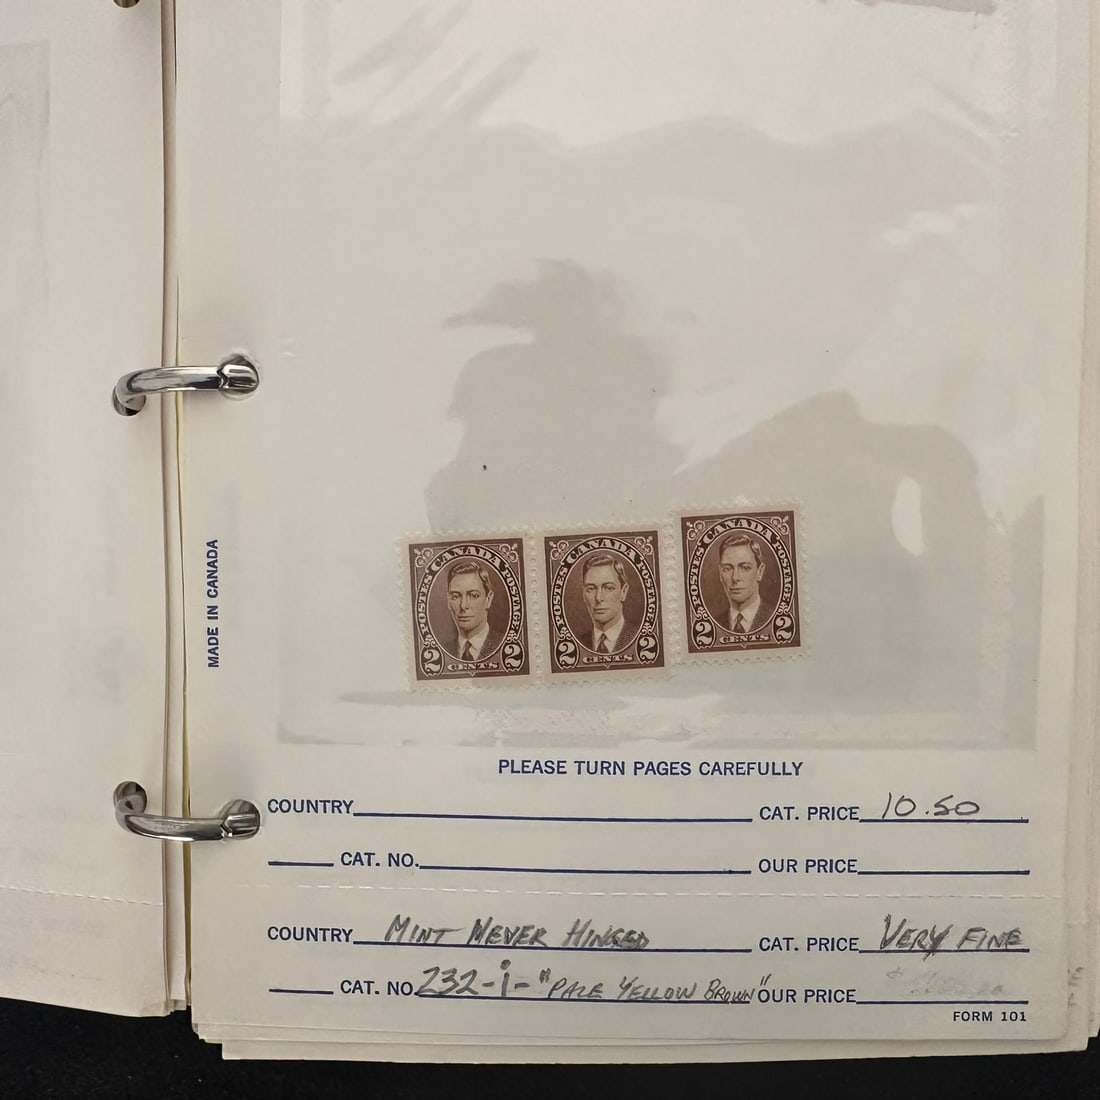 CANADA
POSTES POSTAGE
2 CENTS 2
CANADA
POSTES POSTAGE
2 CENTS 2
CANADA
POSTES POSTAGE
2 CENTS 2
MADE IN CANADA
PLEASE TURN PAGES CAREFULLY
COUNTRY CAT. PRICE 10.50
CAT. NO. OUR PRICE
COUNTRY MINT NEVER HINGED CAT. PRICE VERY FINE
CAT. NO. 232-i-"PALE YELLOW BROWN" OUR PRICE
FORM 101